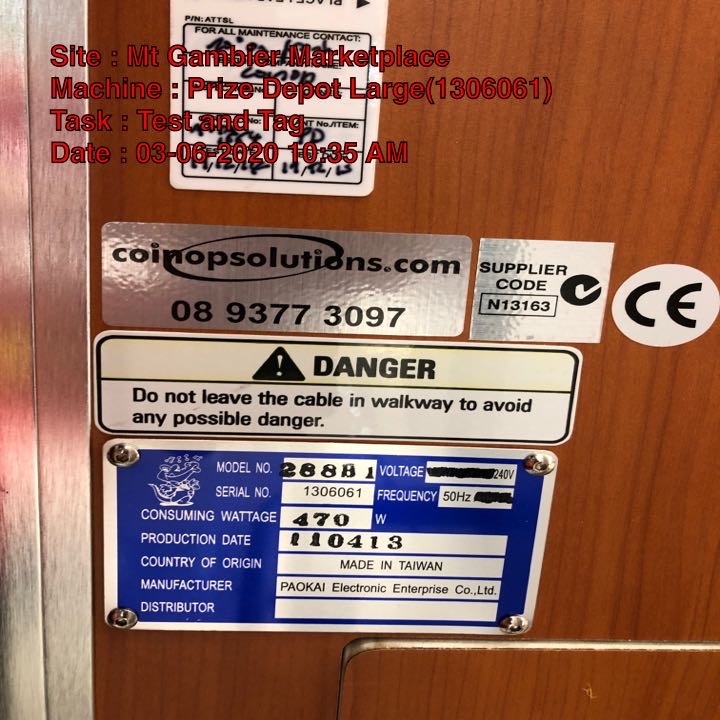 P/N: ATTSL
FOR ALL MAINTENANCE CONTACT:
Site : Mt Gambier Marketplace
Machine : Prize Depot Large(1306061)
Task : Test and Tag
Date : 03-06-2020 10:35 AM
coinopsolutions.com
08 9377 3097
SUPPLIER
CODE
N13163
CE
DANGER
Do not leave the cable in walkway to avoid
any possible danger.
MODEL NO. 288B1 VOLTAGE 240V
SERIAL NO. 1306061 FREQUENCY 50Hz
CONSUMING WATTAGE 470 W
PRODUCTION DATE 110413
COUNTRY OF ORIGIN MADE IN TAIWAN
MANUFACTURER PAOKAI Electronic Enterprise Co.,Ltd.
DISTRIBUTOR